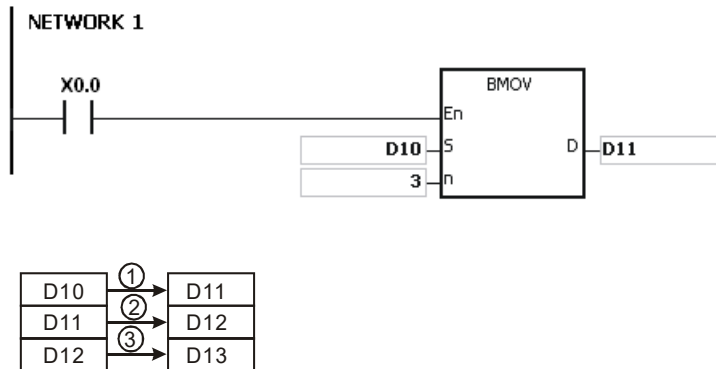 NETWORK 1
X0.0
BMOV
En
D10 S D D11
3 n
D10 ① D11
D11 ② D12
D12 ③ D13